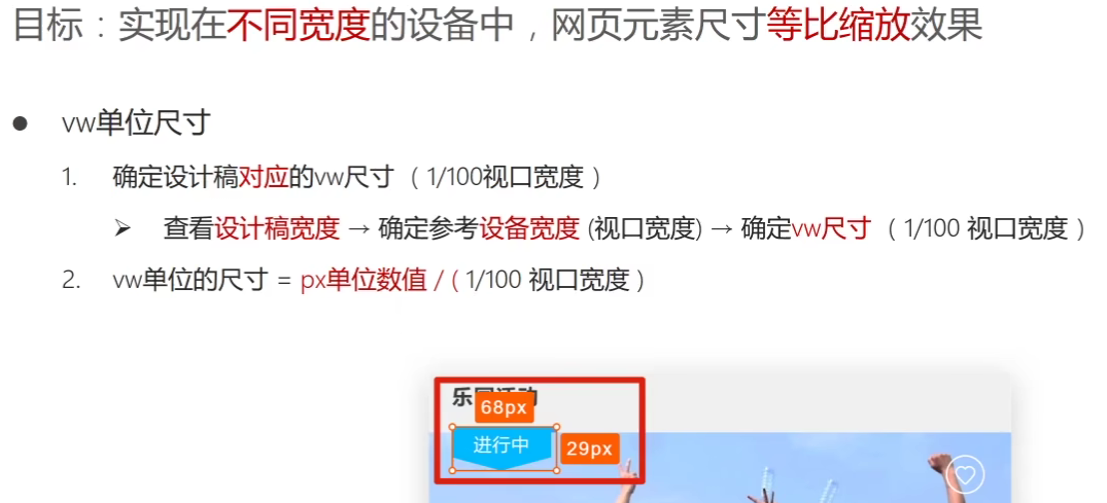 目标：实现在不同宽度的设备中，网页元素尺寸等比缩放效果
● vw单位尺寸
1. 确定设计稿对应的vw尺寸（1/100视口宽度）
➢ 查看设计稿宽度 → 确定参考设备宽度 (视口宽度) → 确定vw尺寸（1/100 视口宽度）
2. vw单位的尺寸 = px单位数值 / ( 1/100 视口宽度 )
68px
进行中
29px